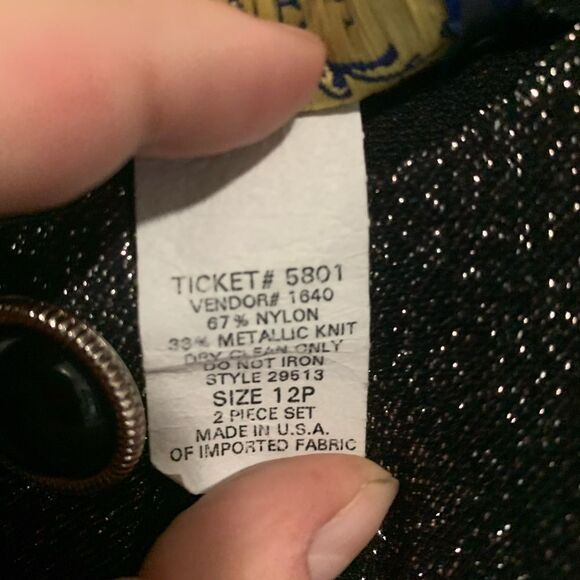 TICKET# 5801
VENDOR# 1640
67% NYLON
33% METALLIC KNIT
DRY CLEAN ONLY
DO NOT IRON
STYLE 29513
SIZE 12P
2 PIECE SET
MADE IN U.S.A.
OF IMPORTED FABRIC